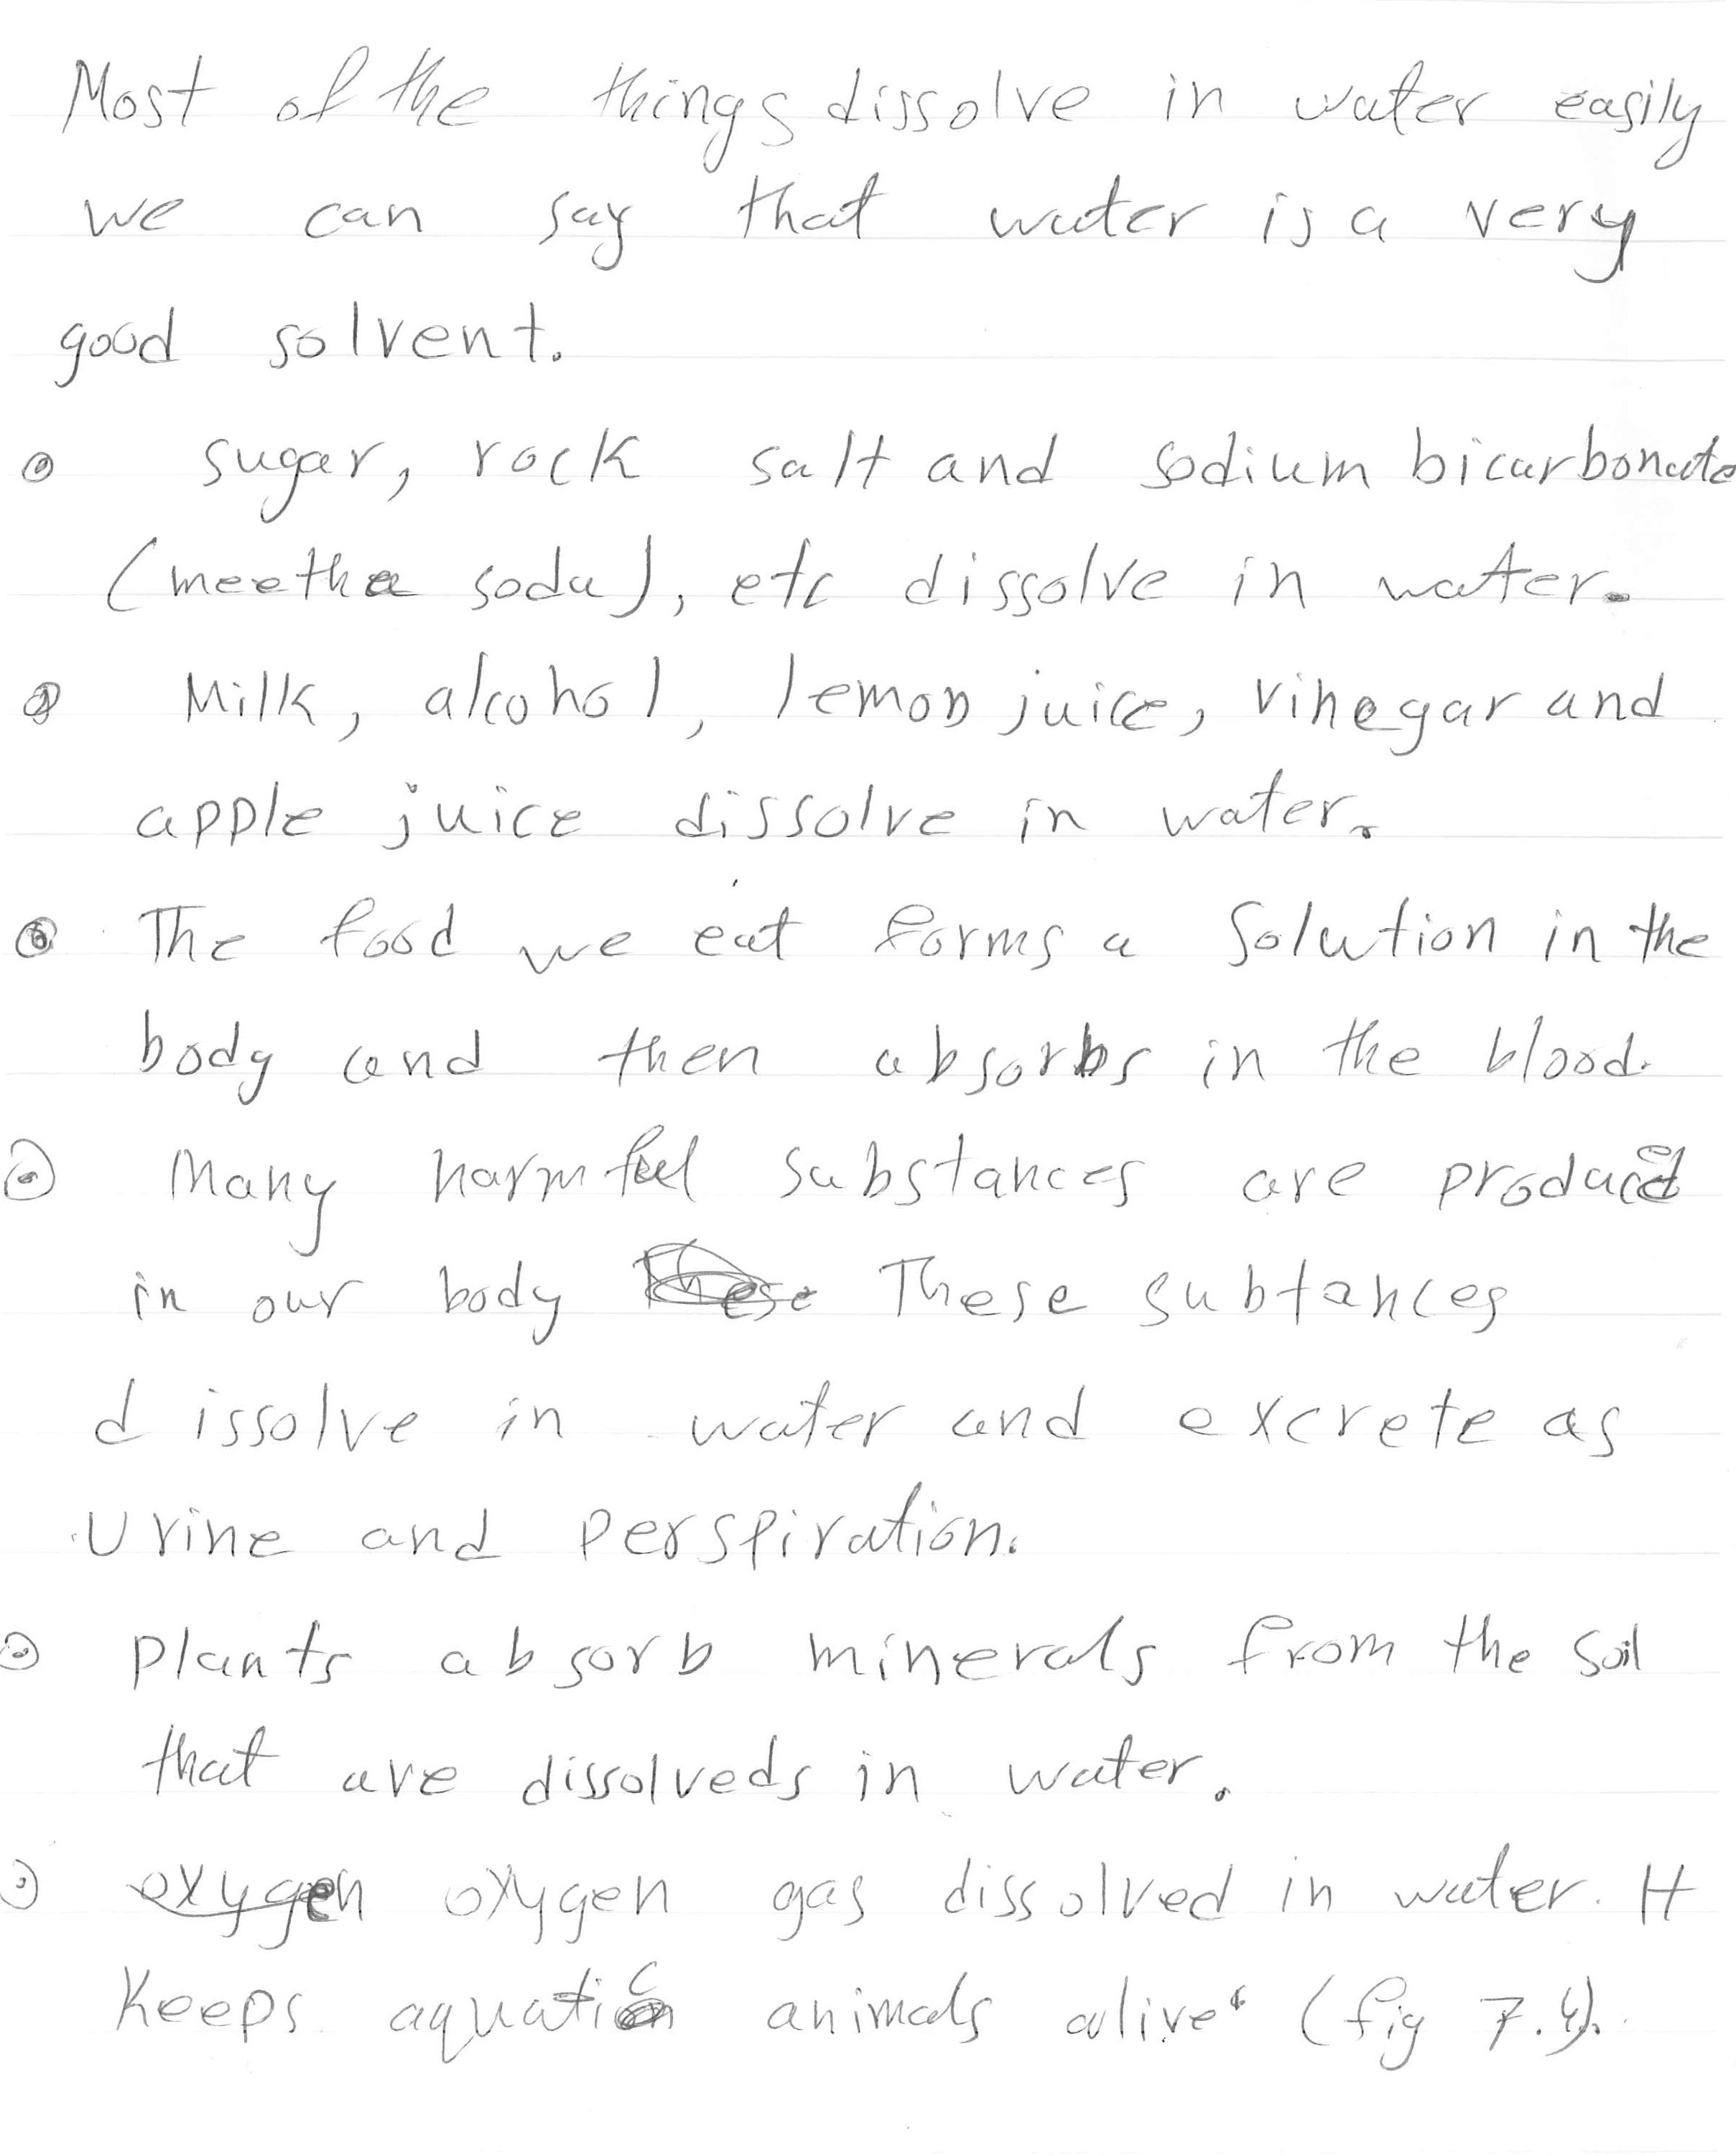 Most of the things dissolve in water easily
we can say that water is a very
good solvent.
sugar, rock salt and sodium bicarbonate
(meetha soda), etc dissolve in water.
Milk, alcohol, lemon juice, vinegar and
apple juice dissolve in water.
The food we eat forms a solution in the
body and then absorbs in the blood.
Many harmful substances are produced
in our body These These subtances
dissolve in water and excrete as
Urine and perspiration.
plants absorb minerals from the soil
that are dissolveds in water.
oxygen oxygen gas dissolved in water. It
Keeps aquatic animals alive. (fig 7.4).